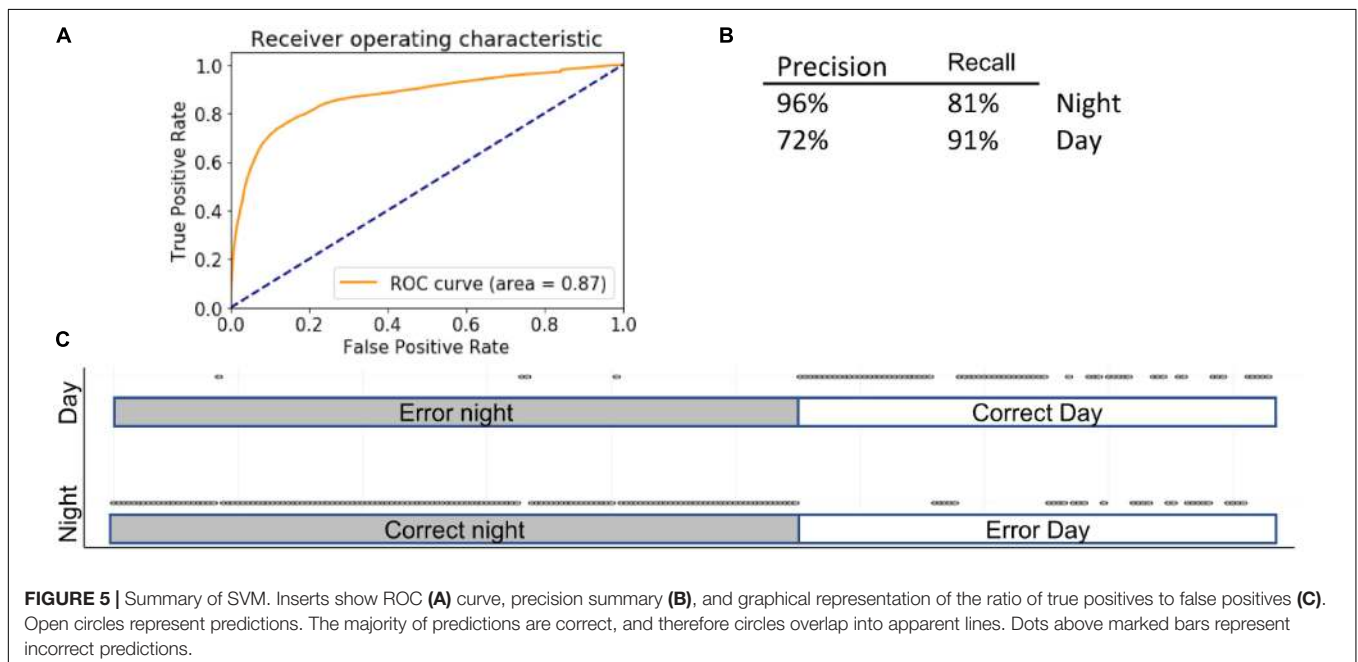 A
Receiver operating characteristic
True Positive Rate
1.0
0.8
0.6
0.4
0.2
0.0
ROC curve (area = 0.87)
0.0 0.2 0.4 0.6 0.8 1.0
False Positive Rate
B
Precision Recall
96% 81% Night
72% 91% Day
C
Day
Error night Correct Day
Night
Correct night Error Day
FIGURE 5 | Summary of SVM. Inserts show ROC (A) curve, precision summary (B), and graphical representation of the ratio of true positives to false positives (C).
Open circles represent predictions. The majority of predictions are correct, and therefore circles overlap into apparent lines. Dots above marked bars represent
incorrect predictions.